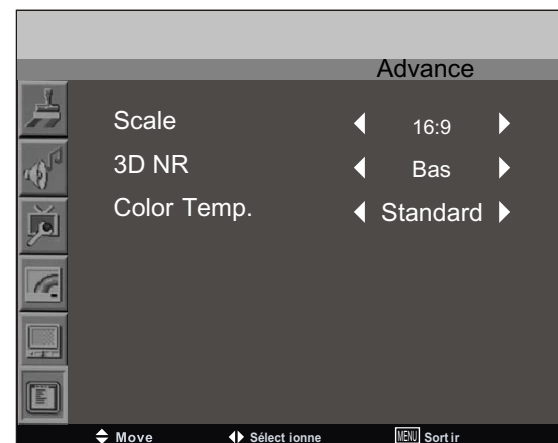 Advance
Scale 16:9
3D NR Bas
Color Temp. Standard
Move Sélect ionne MENU Sort ir